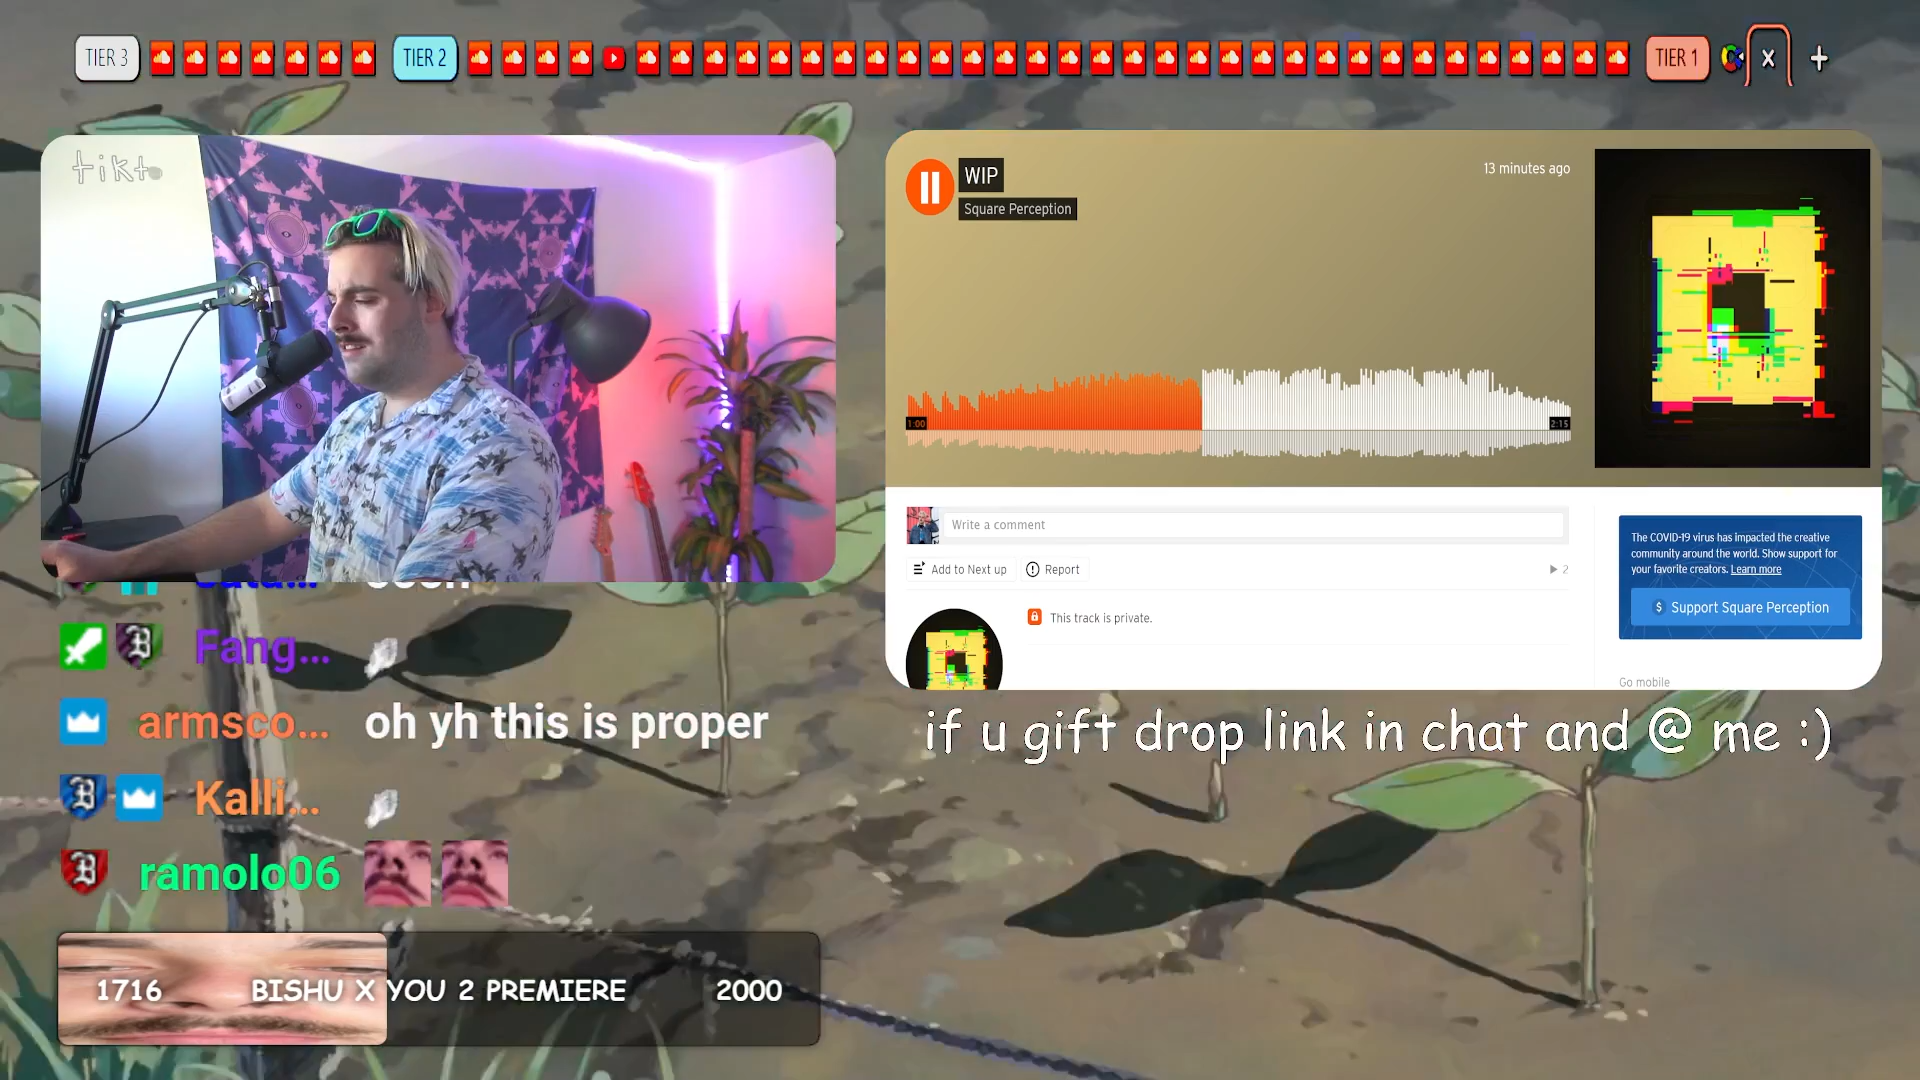 TIER 3
TIER 2
TIER 1
X
+
tikt
WIP
Square Perception
13 minutes ago
1:00
2:15
Write a comment
Add to Next up
Report
2
This track is private.
The COVID-19 virus has impacted the creative
community around the world. Show support for
your favorite creators. Learn more
$ Support Square Perception
Go mobile
if u gift drop link in chat and @ me :)
Fang...
armsco... oh yh this is proper
Kalli...
ramolo06
1716 BISHU X YOU 2 PREMIERE 2000